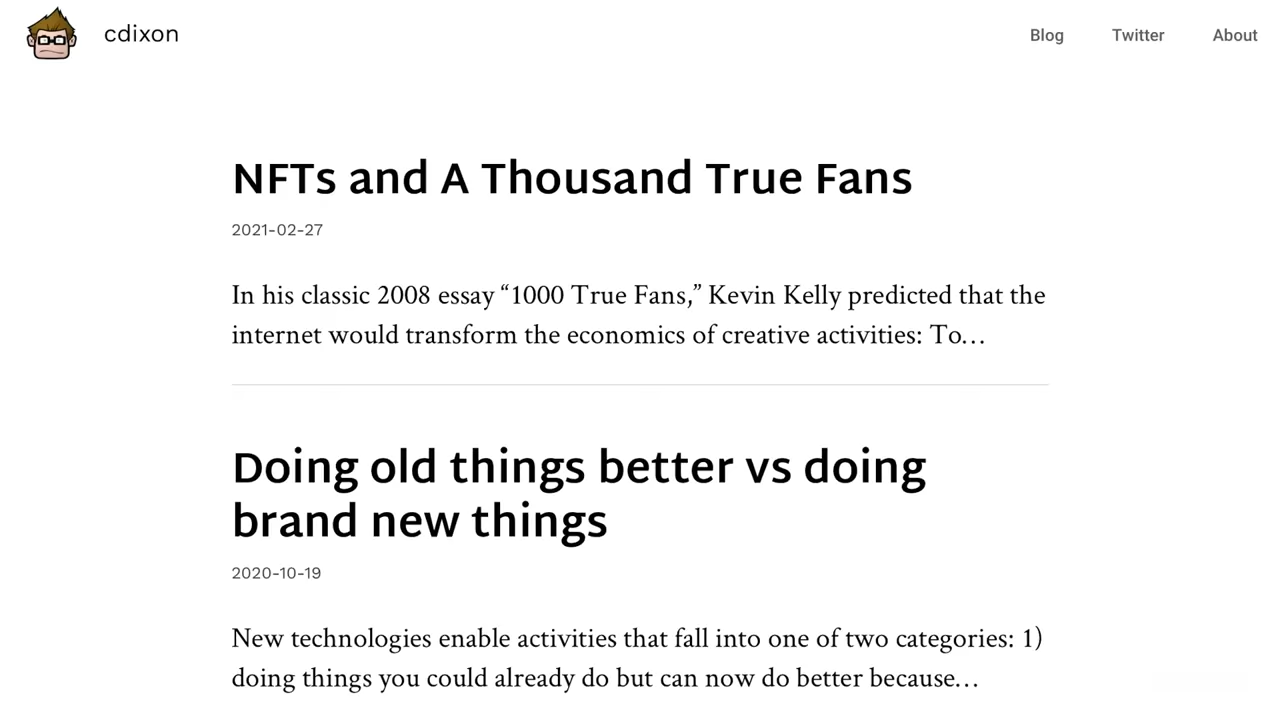 cdixon
Blog
Twitter
About
NFTs and A Thousand True Fans
2021-02-27
In his classic 2008 essay “1000 True Fans,” Kevin Kelly predicted that the
internet would transform the economics of creative activities: To…
Doing old things better vs doing
brand new things
2020-10-19
New technologies enable activities that fall into one of two categories: 1)
doing things you could already do but can now do better because…